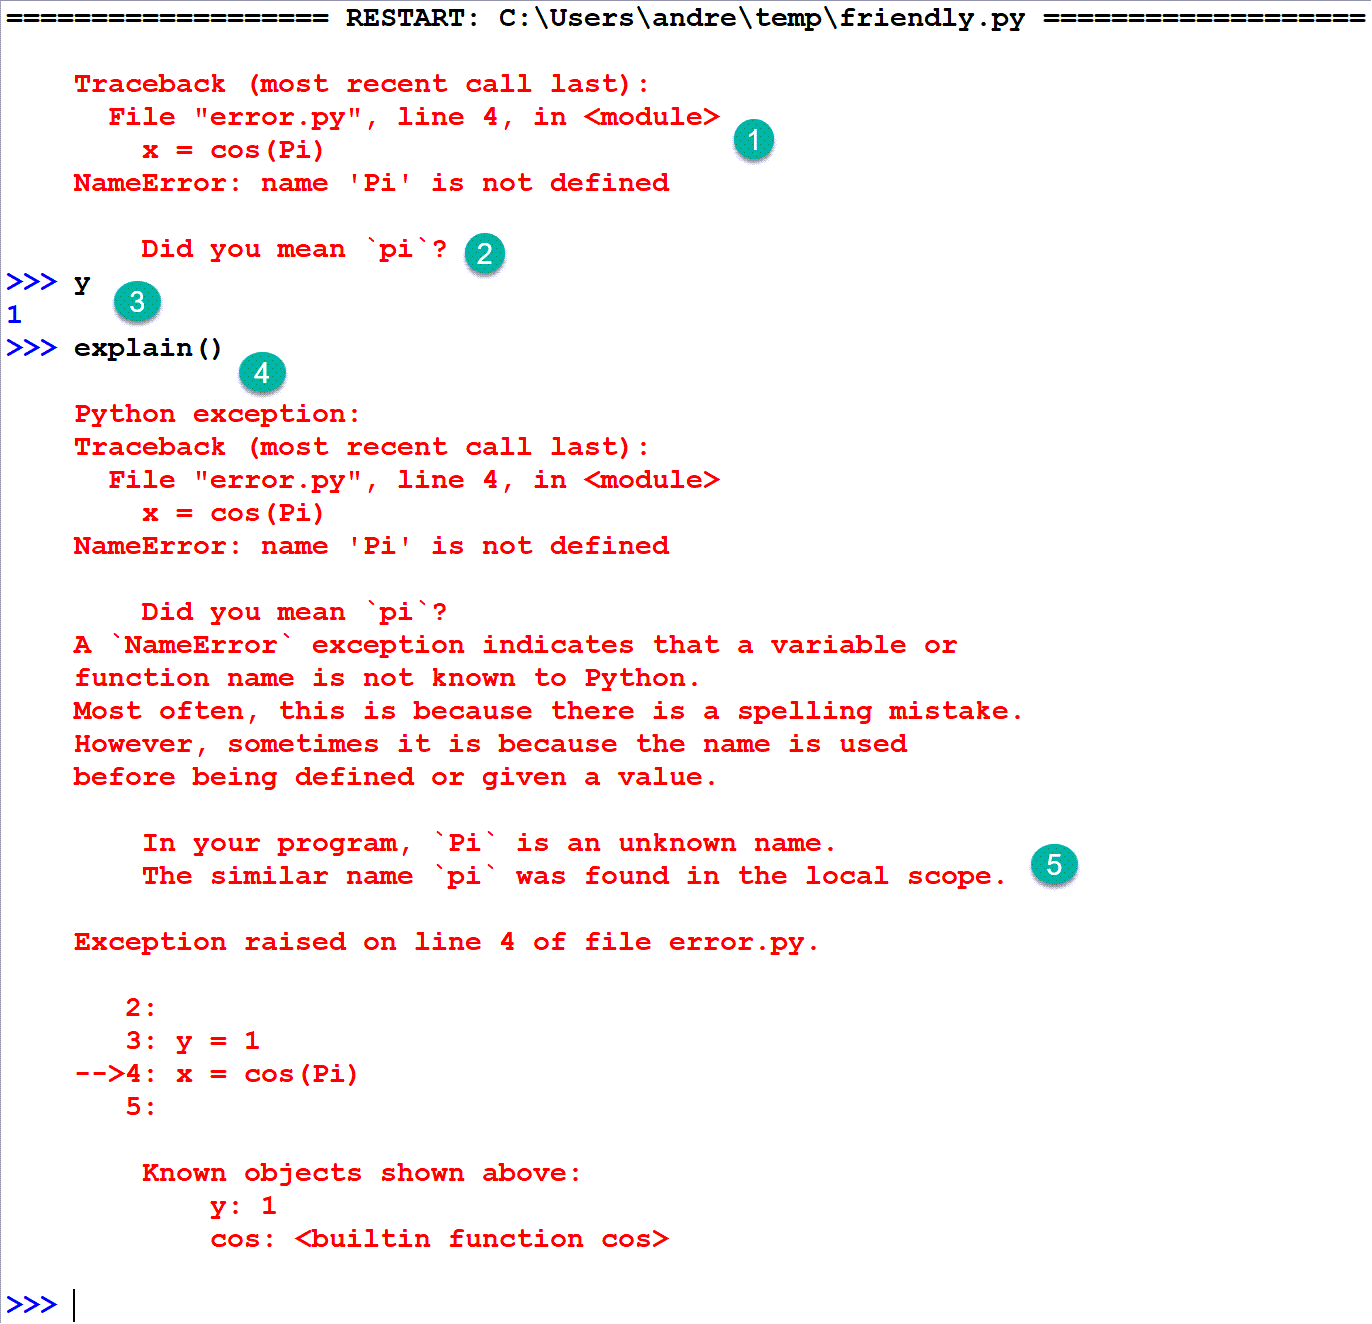 =================== RESTART: C:\Users\andre\temp\friendly.py ===================
Traceback (most recent call last):
File "error.py", line 4, in <module>
1
x = cos(Pi)
NameError: name 'Pi' is not defined
Did you mean `pi`? 2
>>> y
3
1
>>> explain()
4
Python exception:
Traceback (most recent call last):
File "error.py", line 4, in <module>
x = cos(Pi)
NameError: name 'Pi' is not defined
Did you mean `pi`?
A `NameError` exception indicates that a variable or
function name is not known to Python.
Most often, this is because there is a spelling mistake.
However, sometimes it is because the name is used
before being defined or given a value.
In your program, `Pi` is an unknown name.
The similar name `pi` was found in the local scope. 5
Exception raised on line 4 of file error.py.
2:
3: y = 1
-->4: x = cos(Pi)
5:
Known objects shown above:
y: 1
cos: <builtin function cos>
>>>